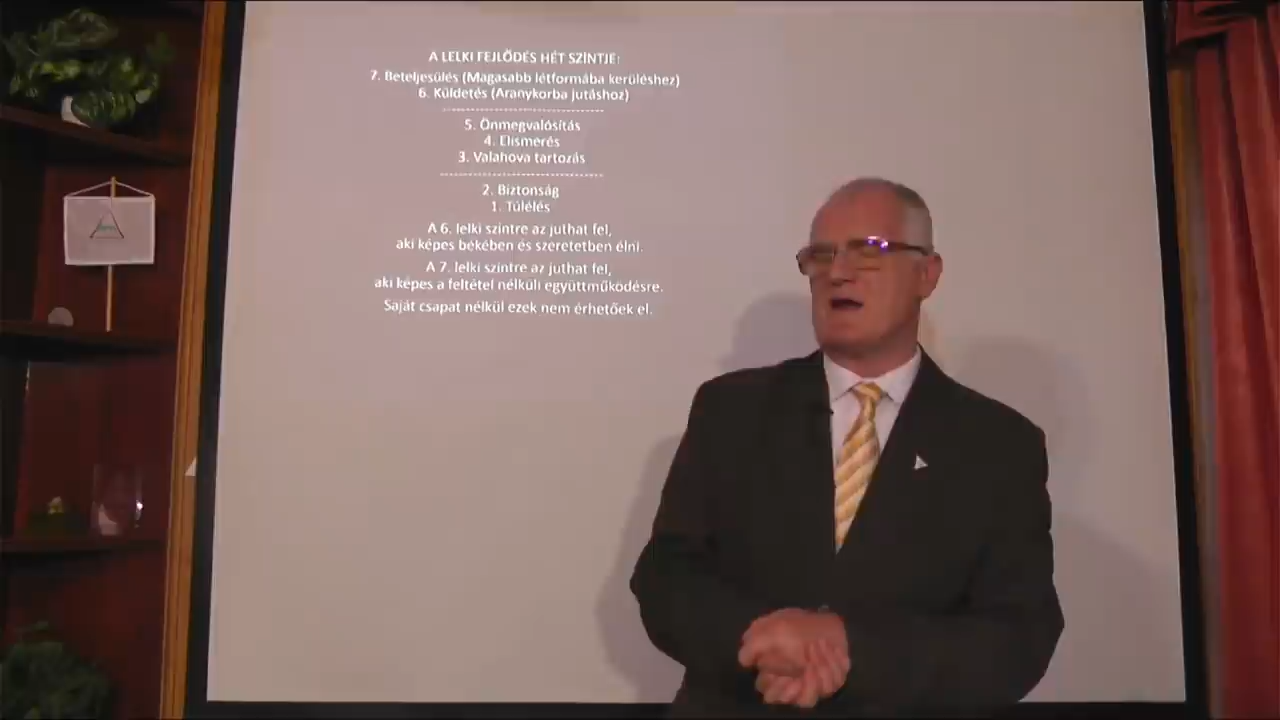 A LELKI FEJLŐDÉS HÉT SZINTJE:
7. Beteljesülés (Magasabb létformába kerüléshez)
6. Küldetés (Aranykorba jutáshoz)
5. Önmegvalósítás
4. Elismerés
3. Valahova tartozás
2. Biztonság
1. Túlélés
A 6. lelki szintre az juthat fel,
aki képes békében és szeretetben élni.
A 7. lelki szintre az juthat fel,
aki képes a feltétel nélküli együttműködésre.
Saját csapat nélkül ezek nem érhetőek el.